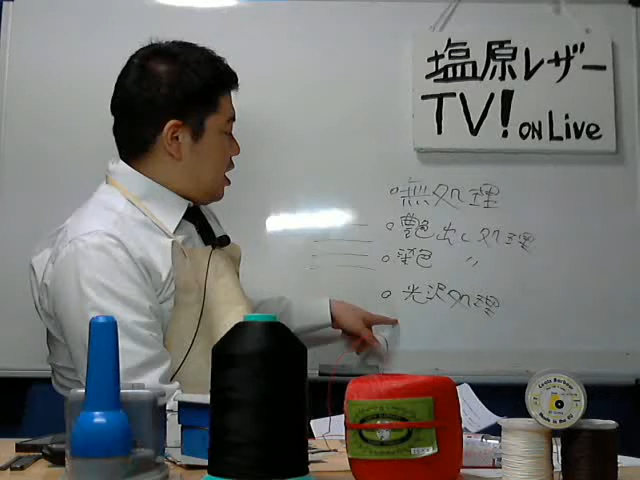 塩原レザー
TV! ON Live
○無処理
○艶出し処理
○染色 〃
○光沢処理